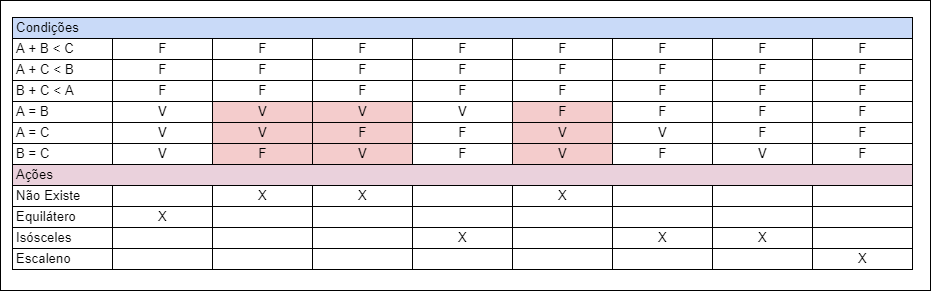 Condições
A + B < C F F F F F F F F
A + C < B F F F F F F F F
B + C < A F F F F F F F F
A = B V V V V F F F F
A = C V V F F V V F F
B = C V F V F V F V F
Ações
Não Existe X X X
Equilátero X
Isósceles X X X
Escaleno X